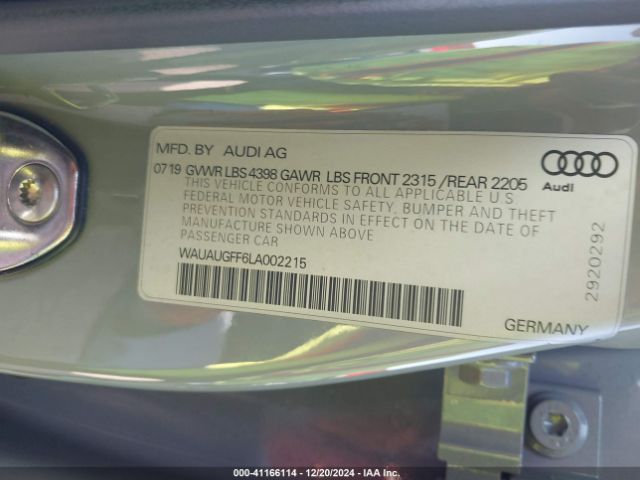 MFD. BY AUDI AG
0719 GVWR LBS 4398 GAWR LBS FRONT 2315 / REAR 2205
THIS VEHICLE CONFORMS TO ALL APPLICABLE U S
FEDERAL MOTOR VEHICLE SAFETY, BUMPER AND THEFT
PREVENTION STANDARDS IN EFFECT ON THE DATE OF
MANUFACTURE SHOWN ABOVE.
PASSENGER CAR
WAUAUGFF6LA002215
Audi
2920292
GERMANY
000-41166114 — 12/20/2024 — IAA Inc.